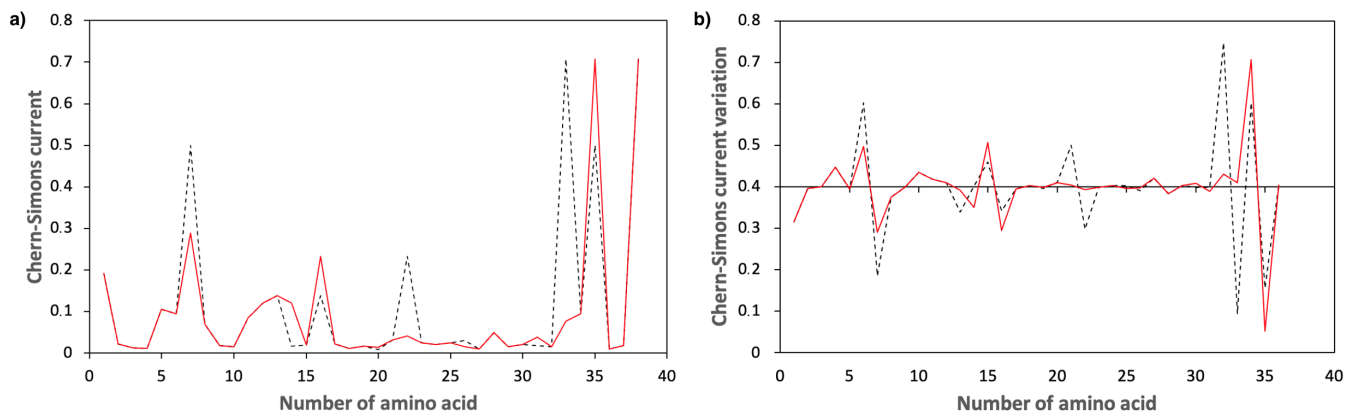 a)
Chern-Simons current
0.8
0.7
0.6
0.5
0.4
0.3
0.2
0.1
0
0 5 10 15 20 25 30 35 40
Number of amino acid
b)
Chern-Simons current variation
0.8
0.7
0.6
0.5
0.4
0.3
0.2
0.1
0
0 5 10 15 20 25 30 35 40
Number of amino acid